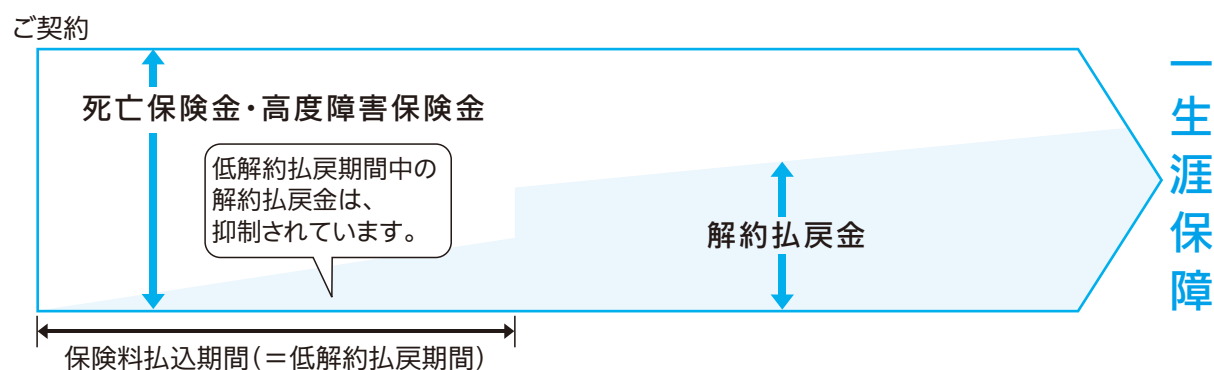 ご契約
死亡保険金・高度障害保険金
低解約払戻期間中の
解約払戻金は、
抑制されています。
解約払戻金
一生涯保障
保険料払込期間(=低解約払戻期間)